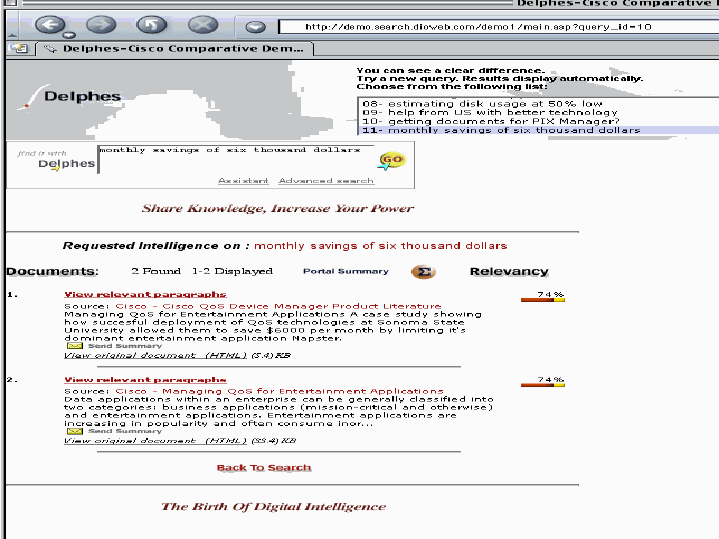 Delphes-Cisco Comparative
http://demo.search.dioweb.com/demo1/main.asp?query_id=10
Delphes-Cisco Comparative Dem...
You can see a clear difference.
Try a new query. Results display automatically.
Choose from the following list:
Delphes
08- estimating disk usage at 50% low
09- help from US with better technology
10- getting documents for PIX Manager?
11- monthly savings of six thousand dollars
find it with
Delphes
monthly savings of six thousand dollars
GO
Assistant Advanced search
Share Knowledge, Increase Your Power
Requested Intelligence on : monthly savings of six thousand dollars
Documents: 2 Found 1-2 Displayed Portal Summary Σ Relevancy
1. View relevant paragraphs 74%
Source: Cisco - Cisco QoS Device Manager Product Literature
Managing QoS for Entertainment Applications A case study showing
how succesful deployment of QoS technologies at Sonoma State
University allowed them to save $6000 per month by limiting it's
dominant entertainment application Napster.
Send Summary
View original document (HTML) (5.4) KB
2. View relevant paragraphs 74%
Source: Cisco - Managing QoS for Entertainment Applications
Data applications within an enterprise can be generally classified into
two categories: business applications (mission-critical and otherwise)
and entertainment applications. Entertainment applications are
increasing in popularity and often consume inor...
Send Summary
View original document (HTML) (33.4) KB
Back To Search
The Birth Of Digital Intelligence